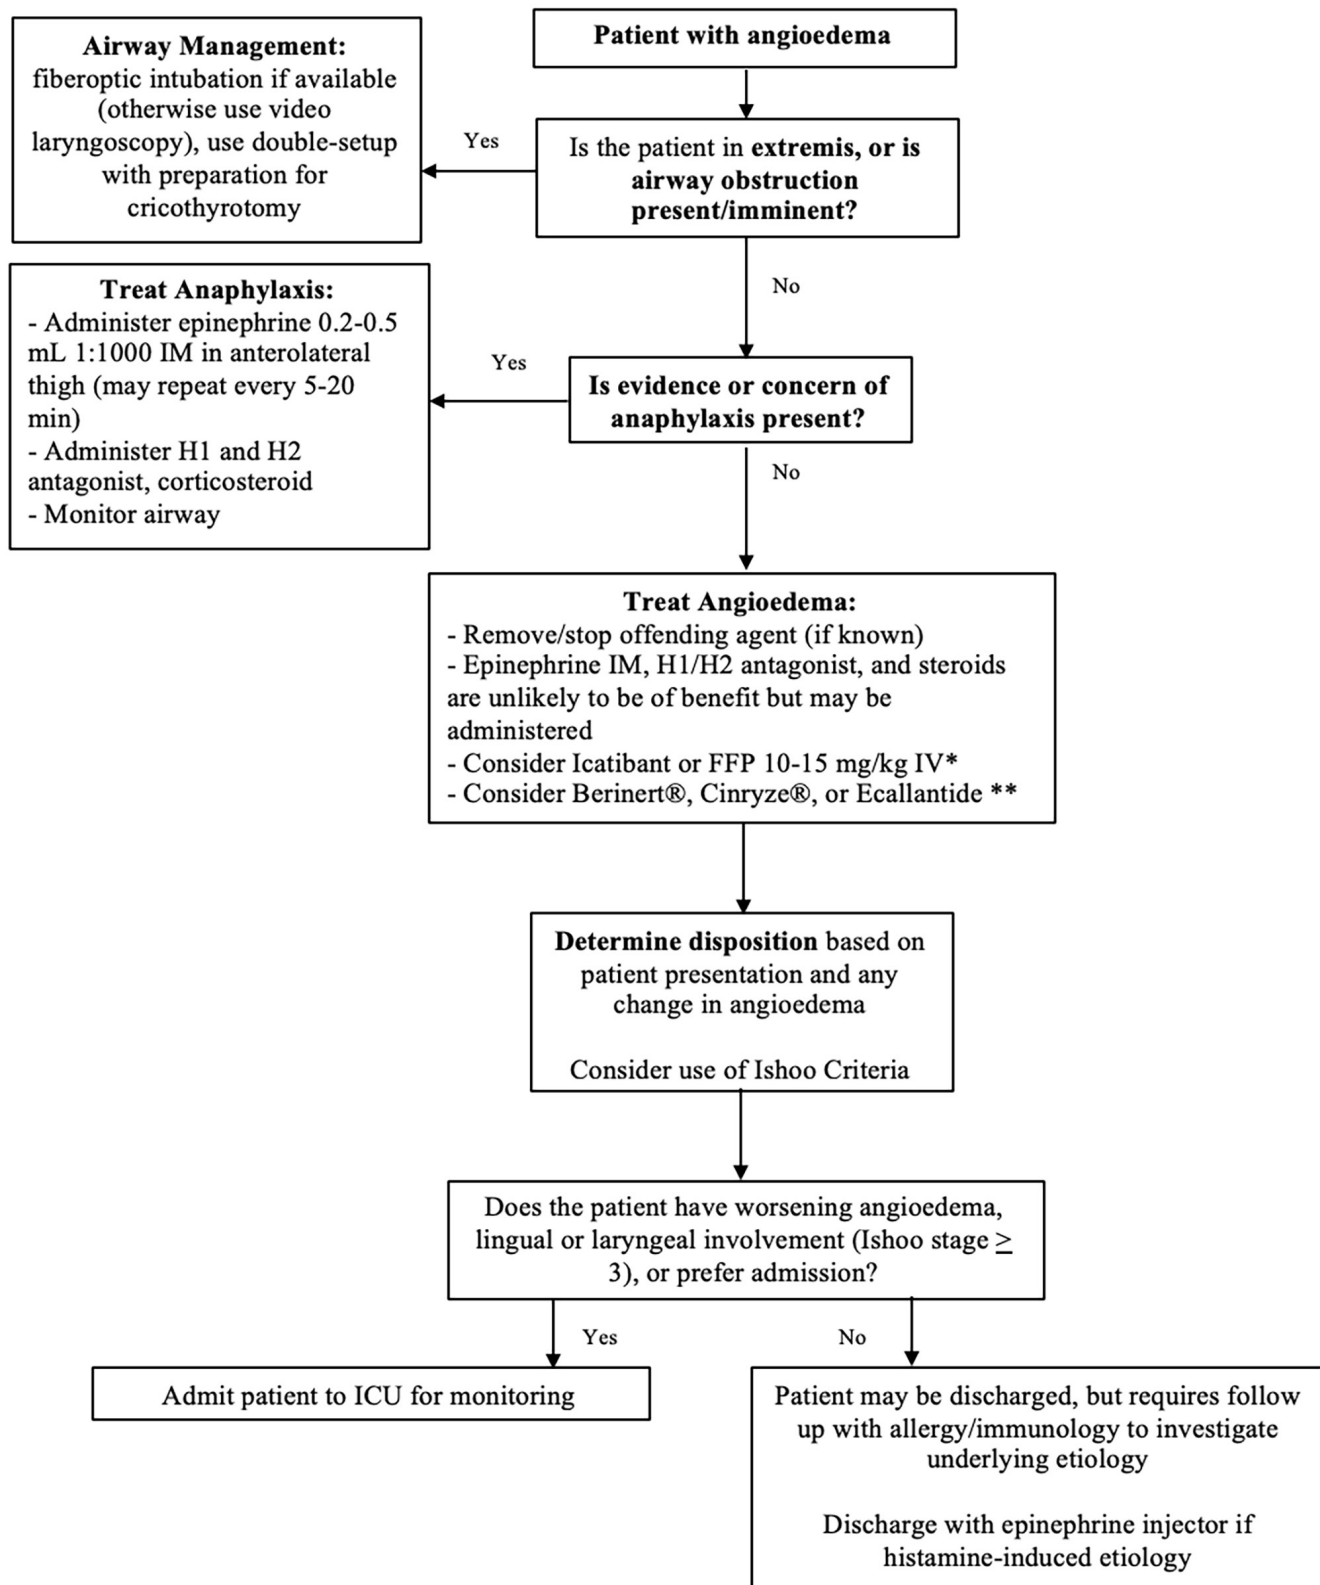 Patient with angioedema
Is the patient in extremis, or is
airway obstruction
present/imminent?
Yes
Airway Management:
fiberoptic intubation if available
(otherwise use video
laryngoscopy), use double-setup
with preparation for
cricothyrotomy
No
Is evidence or concern of
anaphylaxis present?
Yes
Treat Anaphylaxis:
- Administer epinephrine 0.2-0.5
mL 1:1000 IM in anterolateral
thigh (may repeat every 5-20
min)
- Administer H1 and H2
antagonist, corticosteroid
- Monitor airway
No
Treat Angioedema:
- Remove/stop offending agent (if known)
- Epinephrine IM, H1/H2 antagonist, and steroids
are unlikely to be of benefit but may be
administered
- Consider Icatibant or FFP 10-15 mg/kg IV*
- Consider Berinert®, Cinryze®, or Ecallantide **
Determine disposition based on
patient presentation and any
change in angioedema
Consider use of Ishoo Criteria
Does the patient have worsening angioedema,
lingual or laryngeal involvement (Ishoo stage ≥
3), or prefer admission?
Yes
Admit patient to ICU for monitoring
No
Patient may be discharged, but requires follow
up with allergy/immunology to investigate
underlying etiology
Discharge with epinephrine injector if
histamine-induced etiology